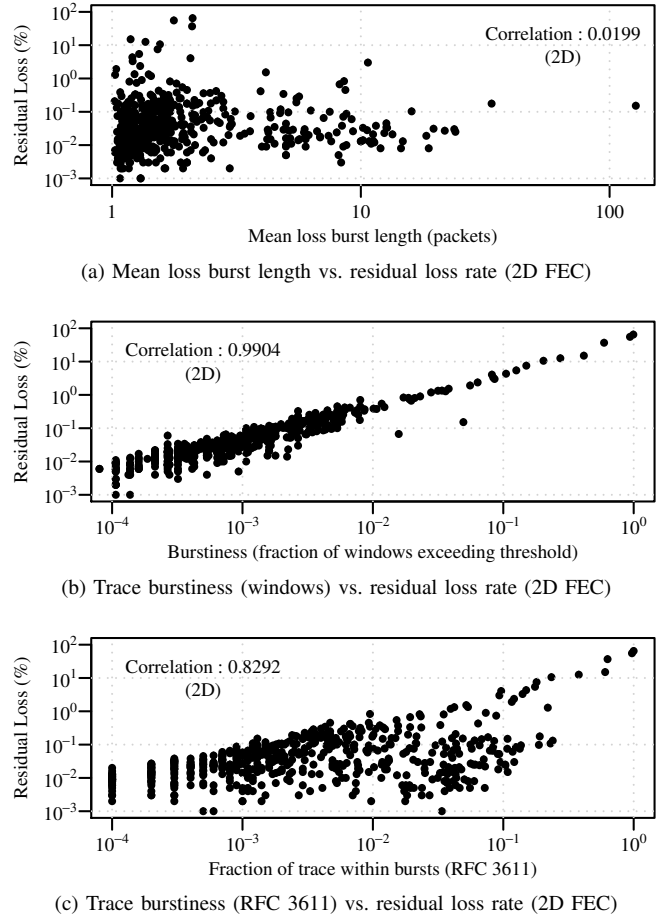 10^2
10^1
10^0
10^-1
10^-2
10^-3
Residual Loss (%)
Correlation : 0.0199
(2D)
1
10
100
Mean loss burst length (packets)
(a) Mean loss burst length vs. residual loss rate (2D FEC)
10^2
10^1
10^0
10^-1
10^-2
10^-3
Residual Loss (%)
Correlation : 0.9904
(2D)
10^-4
10^-3
10^-2
10^-1
10^0
Burstiness (fraction of windows exceeding threshold)
(b) Trace burstiness (windows) vs. residual loss rate (2D FEC)
10^2
10^1
10^0
10^-1
10^-2
10^-3
Residual Loss (%)
Correlation : 0.8292
(2D)
10^-4
10^-3
10^-2
10^-1
10^0
Fraction of trace within bursts (RFC 3611)
(c) Trace burstiness (RFC 3611) vs. residual loss rate (2D FEC)